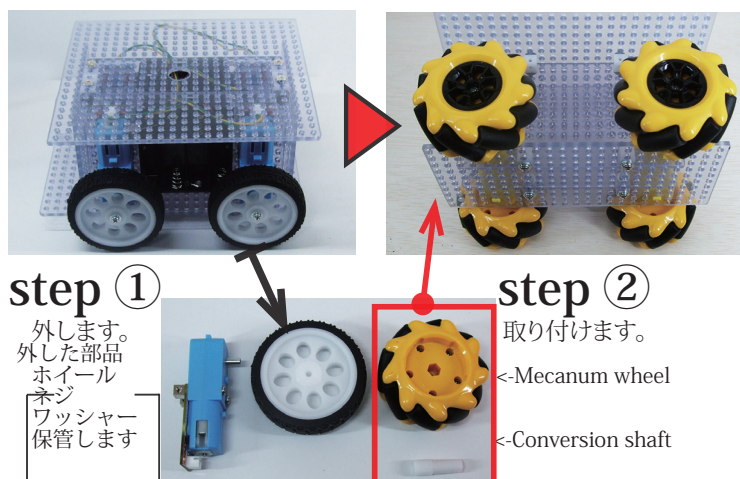 step ①
外します。
外した部品
ホイール
ネジ
ワッシャー
保管します
step ②
取り付けます。
<-Mecanum wheel
<-Conversion shaft